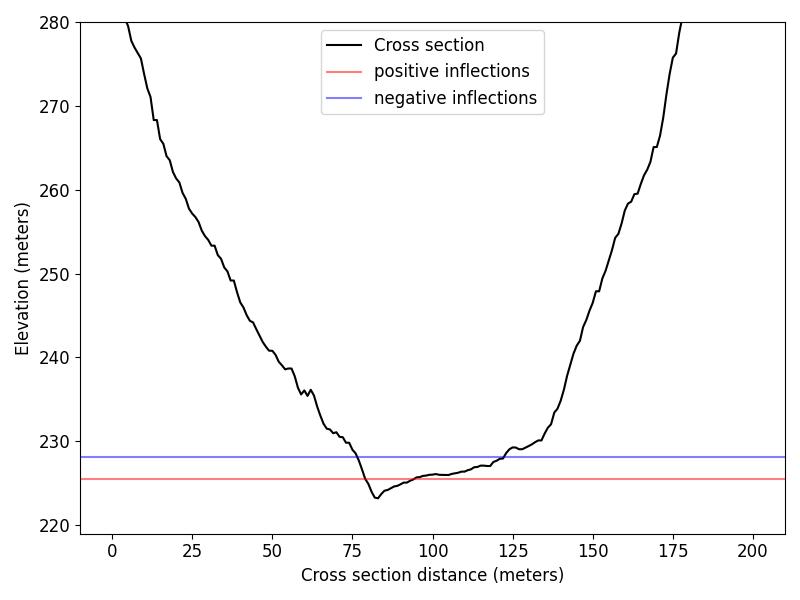 Cross section
positive inflections
negative inflections
280
270
260
250
240
230
220
Elevation (meters)
0 25 50 75 100 125 150 175 200
Cross section distance (meters)